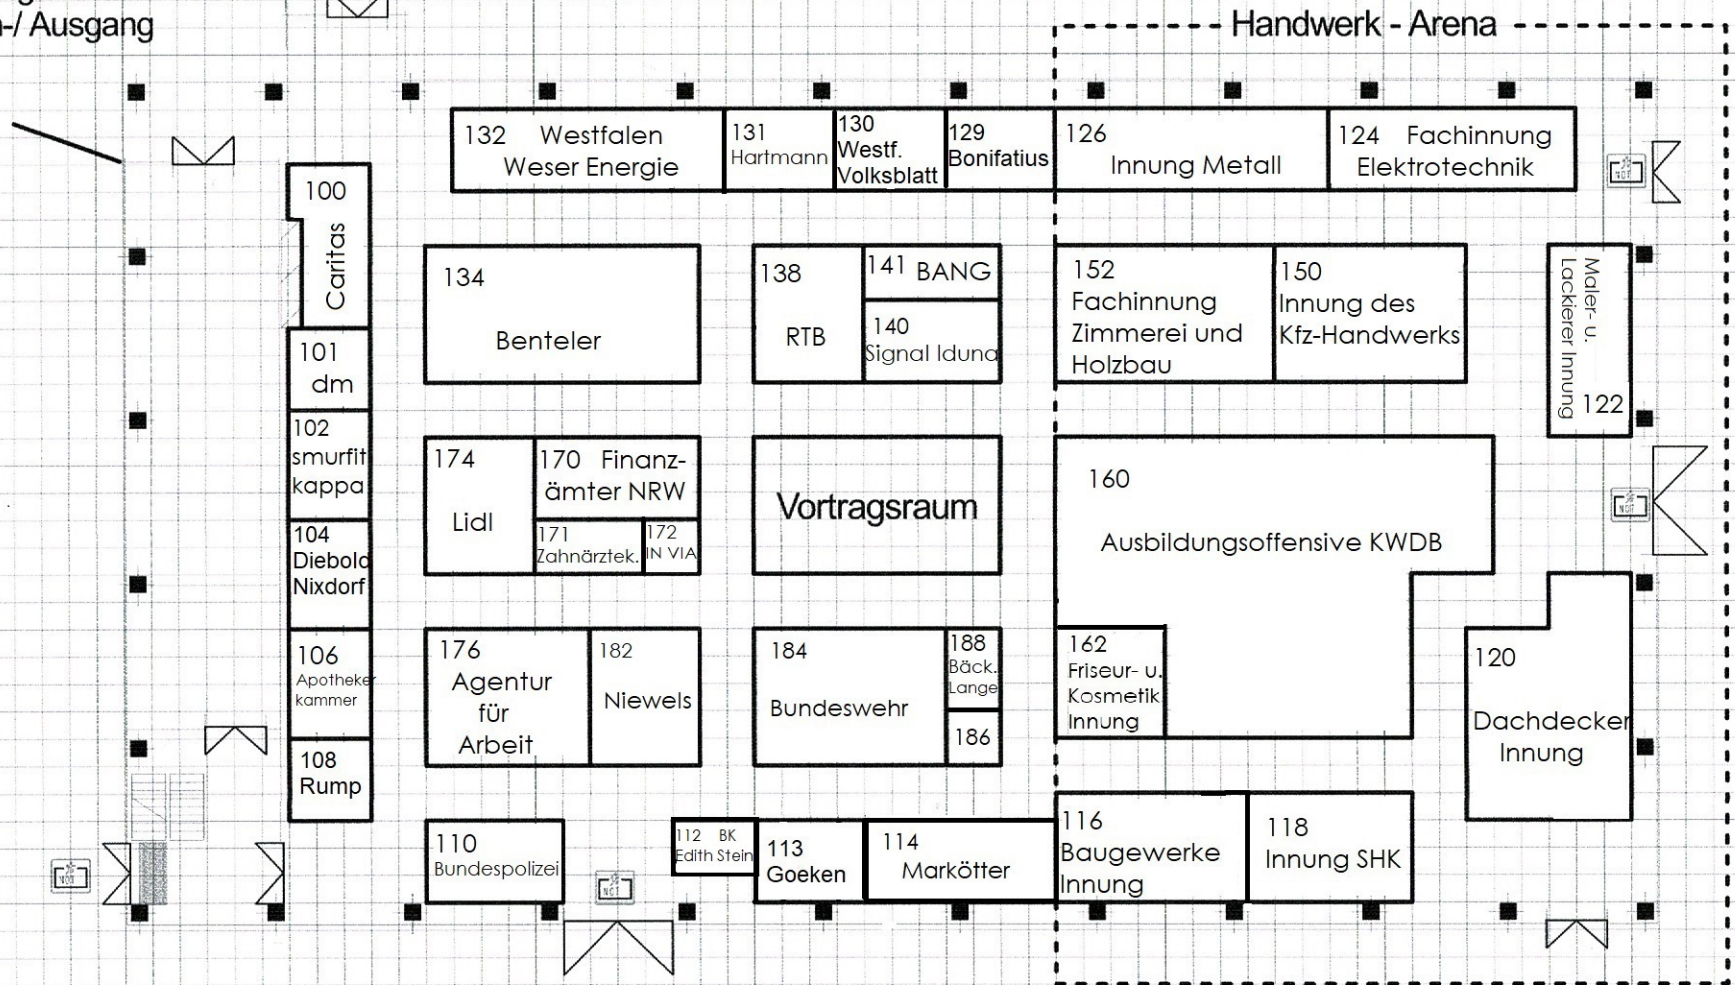 -/ Ausgang
Handwerk - Arena
132 Westfalen
Weser Energie
131
Hartmann
130
Westf.
Volksblatt
129
Bonifatius
126
Innung Metall
124 Fachinnung
Elektrotechnik
100
Caritas
101
dm
102
smurfit
kappa
104
Diebold
Nixdorf
106
Apotheker
kammer
108
Rump
134
Benteler
138
RTB
141 BANG
140
Signal Iduna
152
Fachinnung
Zimmerei und
Holzbau
150
Innung des
Kfz-Handwerks
Maler- u.
Lackierer Innung
122
174
Lidl
170 Finanz-
ämter NRW
171
Zahnärztek.
172
IN VIA
Vortragsraum
160
Ausbildungsoffensive KWDB
162
Friseur- u.
Kosmetik
Innung
176
Agentur
für
Arbeit
182
Niewels
184
Bundeswehr
188
Bäck.
Lange
186
120
Dachdecker
Innung
110
Bundespolizei
112 BK
Edith Stein
113
Goeken
114
Markötter
116
Baugewerke
Innung
118
Innung SHK
NOT
NOT
NOT
NOT